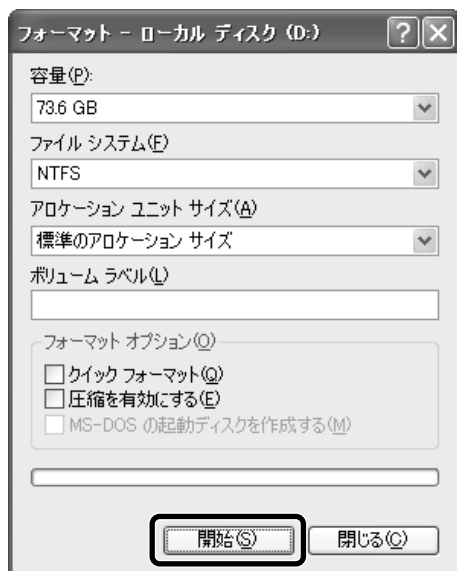 フォーマット - ローカル ディスク (D:)
容量(P):
73.6 GB
ファイル システム(F)
NTFS
アロケーション ユニット サイズ(A)
標準のアロケーション サイズ
ボリューム ラベル(L)
フォーマット オプション(O)
クイック フォーマット(Q)
圧縮を有効にする(E)
MS-DOS の起動ディスクを作成する(M)
開始(S) 閉じる(C)